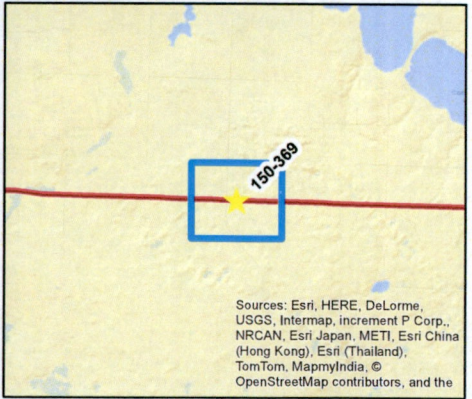 150-369
Sources: Esri, HERE, DeLorme,
USGS, Intermap, increment P Corp.,
NRCAN, Esri Japan, METI, Esri China
(Hong Kong), Esri (Thailand),
TomTom, MapmyIndia, ©
OpenStreetMap contributors, and the